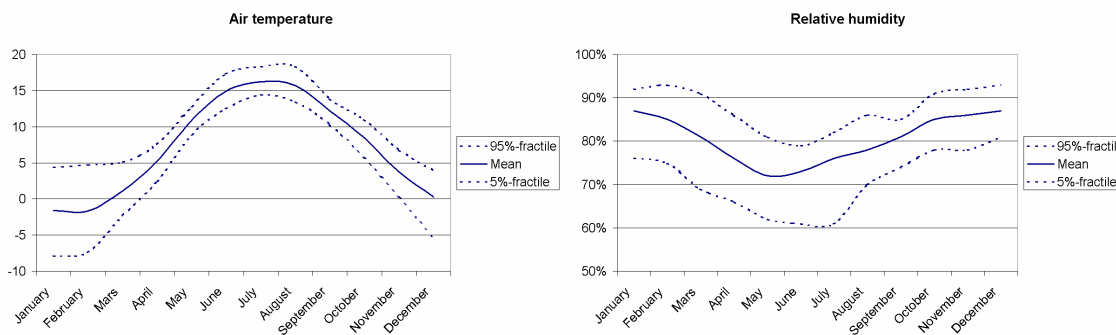 Air temperature
20
15
10
5
0
-5
-10
January
February
Mars
April
May
June
July
August
September
October
November
December
95%-fractile
Mean
5%-fractile
Relative humidity
100%
90%
80%
70%
60%
50%
January
February
Mars
April
May
June
July
August
September
October
November
December
95%-fractile
Mean
5%-fractile